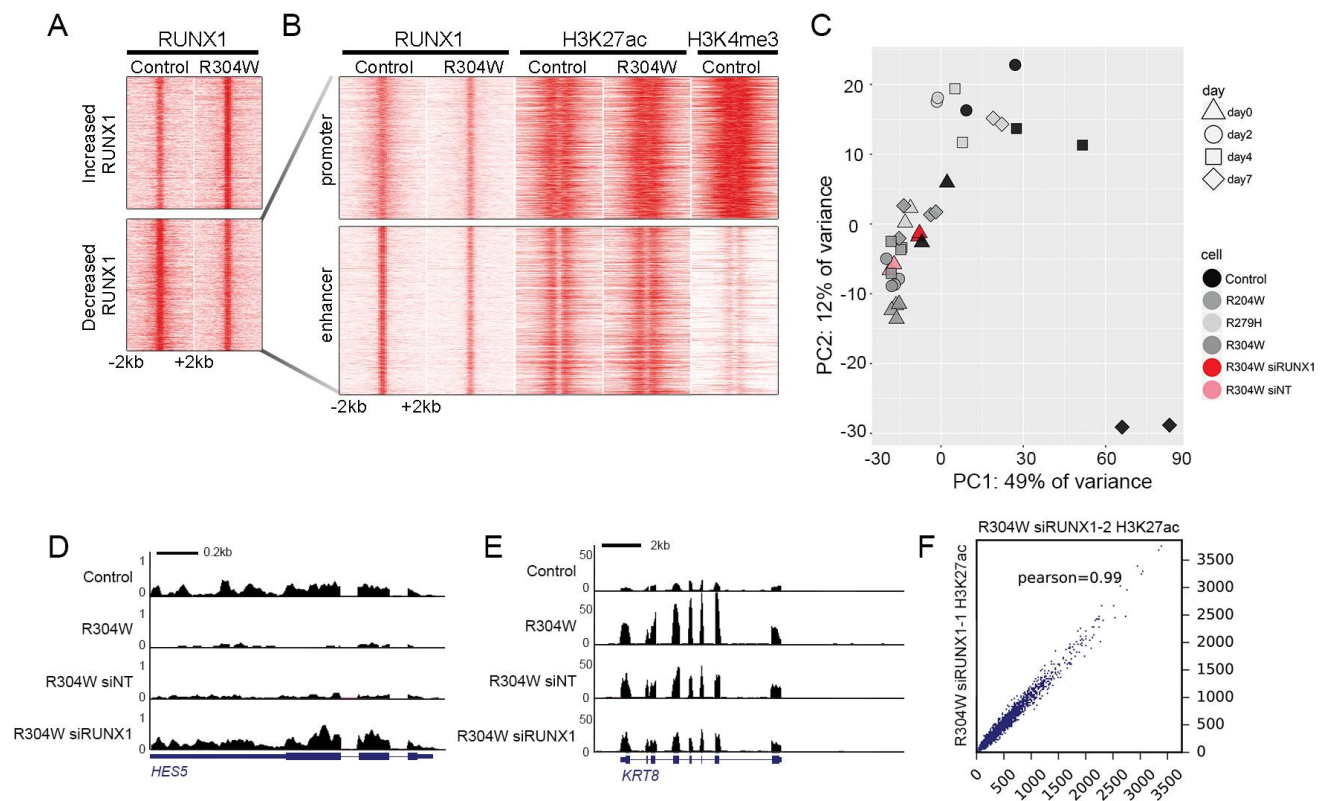 A
RUNX1
Control R304W
Increased
RUNX1
Decreased
RUNX1
-2kb +2kb
B
RUNX1 H3K27ac H3K4me3
Control R304W Control R304W Control
promoter
enhancer
-2kb +2kb
C
20
10
0
-10
-20
-30
PC2: 12% of variance
-30 0 30 60 90
PC1: 49% of variance
day
day0
day2
day4
day7
cell
Control
R204W
R279H
R304W
R304W siRUNX1
R304W siNT
D
0.2kb
Control 1 0
R304W 1 0
R304W siNT 1 0
R304W siRUNX1 1 0
HES5
E
2kb
Control 50 0
R304W 50 0
R304W siNT 50 0
R304W siRUNX1 50 0
KRT8
F
R304W siRUNX1-2 H3K27ac
R304W siRUNX1-1 H3K27ac
pearson=0.99
3500
3000
2500
2000
1500
1000
500
0
0 500 1000 1500 2000 2500 3000 3500